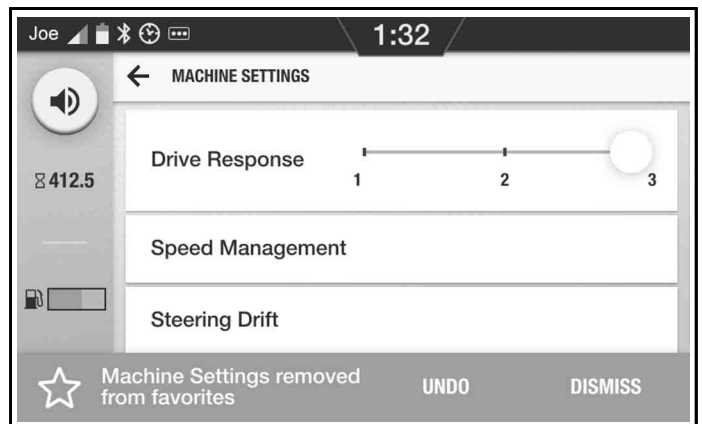 Joe 1:32
MACHINE SETTINGS
Drive Response
1 2 3
412.5
Speed Management
Steering Drift
Machine Settings removed
from favorites
UNDO DISMISS